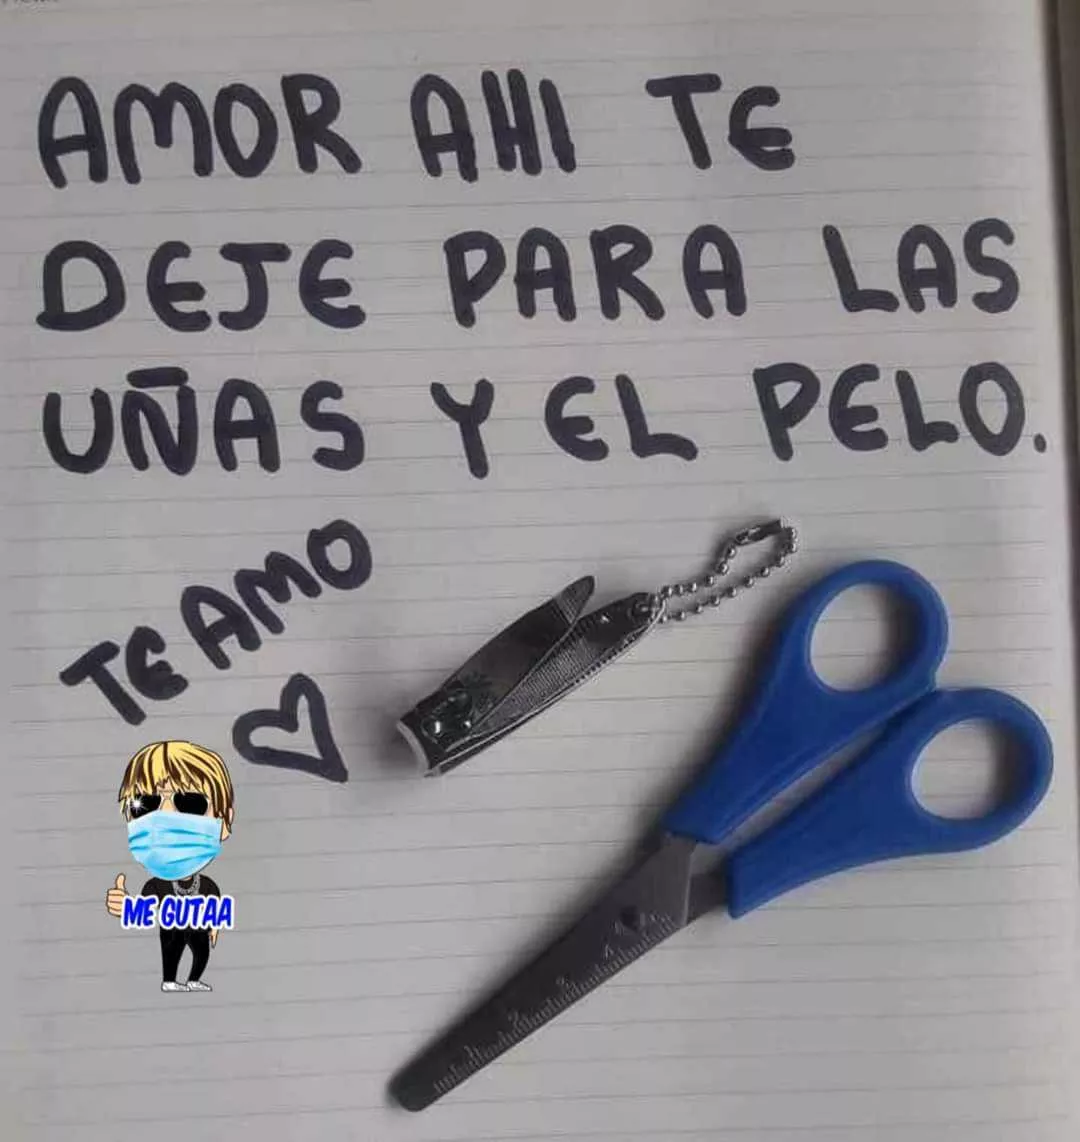 AMOR AHI TE
DEJE PARA LAS
UÑAS Y EL PELO.
TE AMO
ME GUTAA